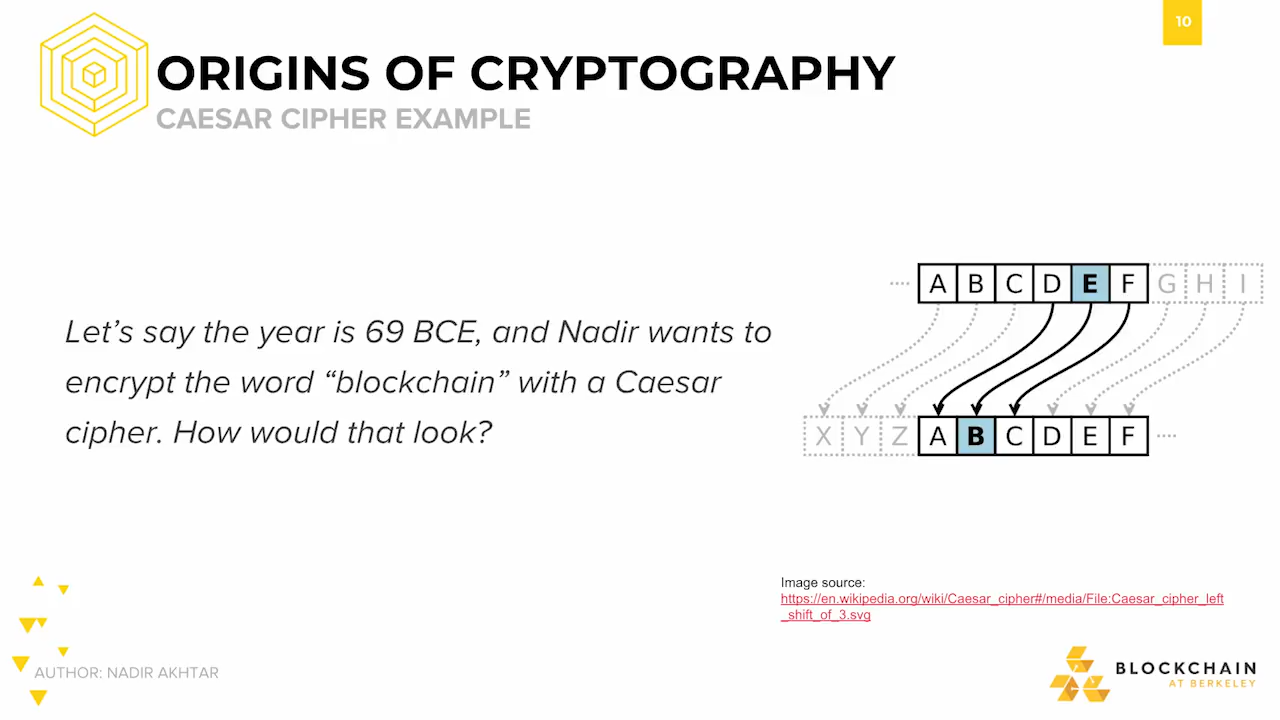 10
ORIGINS OF CRYPTOGRAPHY
CAESAR CIPHER EXAMPLE
Let’s say the year is 69 BCE, and Nadir wants to
encrypt the word “blockchain” with a Caesar
cipher. How would that look?
A B C D E F G H I
X Y Z A B C D E F
Image source:
https://en.wikipedia.org/wiki/Caesar_cipher#/media/File:Caesar_cipher_left
_shift_of_3.svg
AUTHOR: NADIR AKHTAR
BLOCKCHAIN
AT BERKELEY